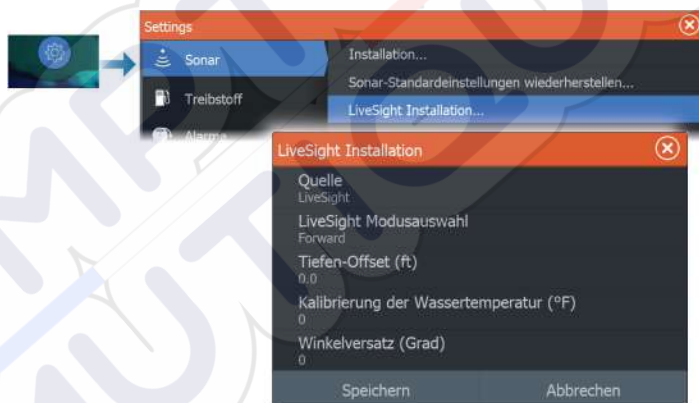 Settings
Sonar
Installation...
Sonar-Standardeinstellungen wiederherstellen...
Treibstoff
LiveSight Installation...
Alarme
LiveSight Installation
Quelle
LiveSight
LiveSight Modusauswahl
Forward
Tiefen-Offset (ft)
0.0
Kalibrierung der Wassertemperatur (°F)
0
Winkelversatz (Grad)
0
Speichern
Abbrechen